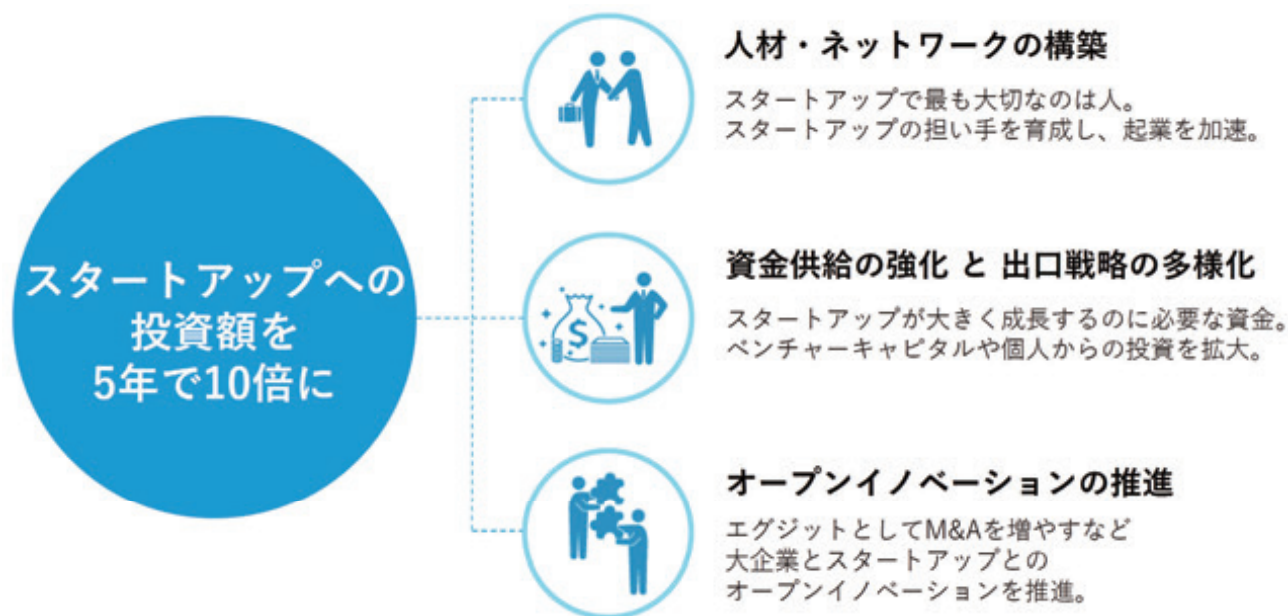 スタートアップへの
投資額を
5年で10倍に
人材・ネットワークの構築
スタートアップで最も大切なのは人。
スタートアップの担い手を育成し、起業を加速。
資金供給の強化 と 出口戦略の多様化
スタートアップが大きく成長するのに必要な資金。
ベンチャーキャピタルや個人からの投資を拡大。
$
オープンイノベーションの推進
エグジットとしてM&Aを増やすなど
大企業とスタートアップとの
オープンイノベーションを推進。